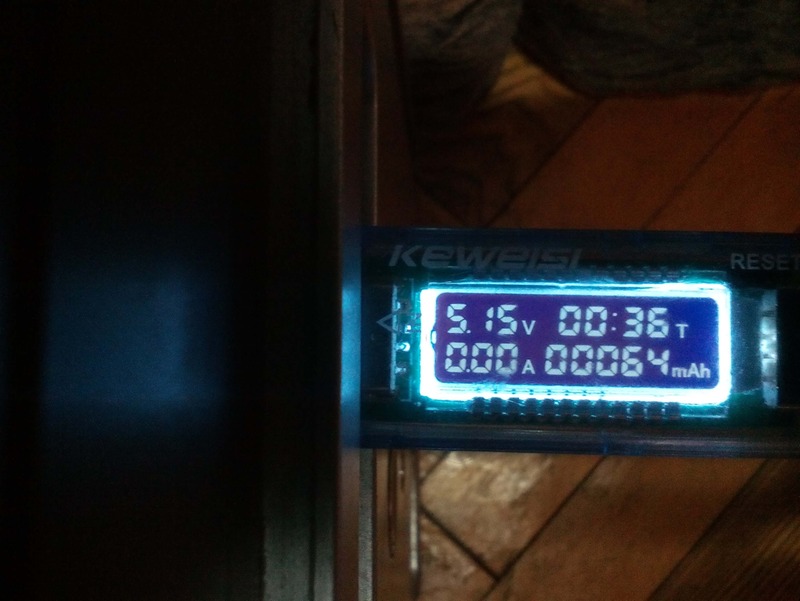 KEWEISI
RESET
5.15V 00:36T
0.00A 00064mAh